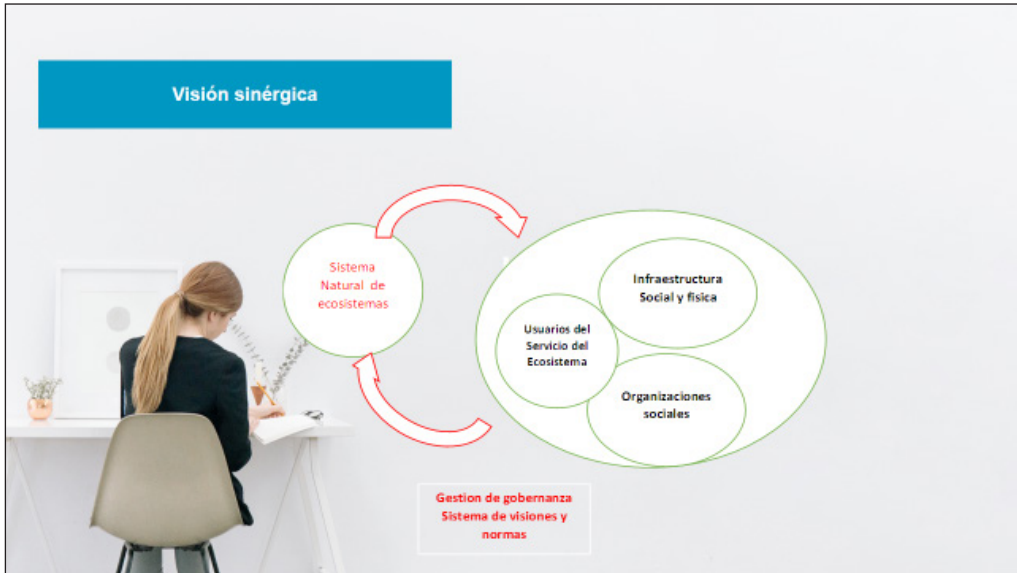 Visión sinérgica
Sistema
Natural de
ecosistemas
Infraestructura
Social y fisica
Usuarios del
Servicio del
Ecosistema
Organizaciones
sociales
Gestion de gobernanza
Sistema de visiones y
normas